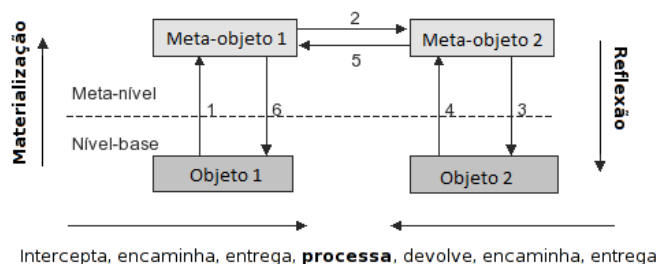 2
Meta-objeto 1
Meta-objeto 2
5
Materialização
Reflexão
Meta-nível
1
6
4
3
Nível-base
Objeto 1
Objeto 2
Intercepta, encaminha, entrega, processa, devolve, encaminha, entrega